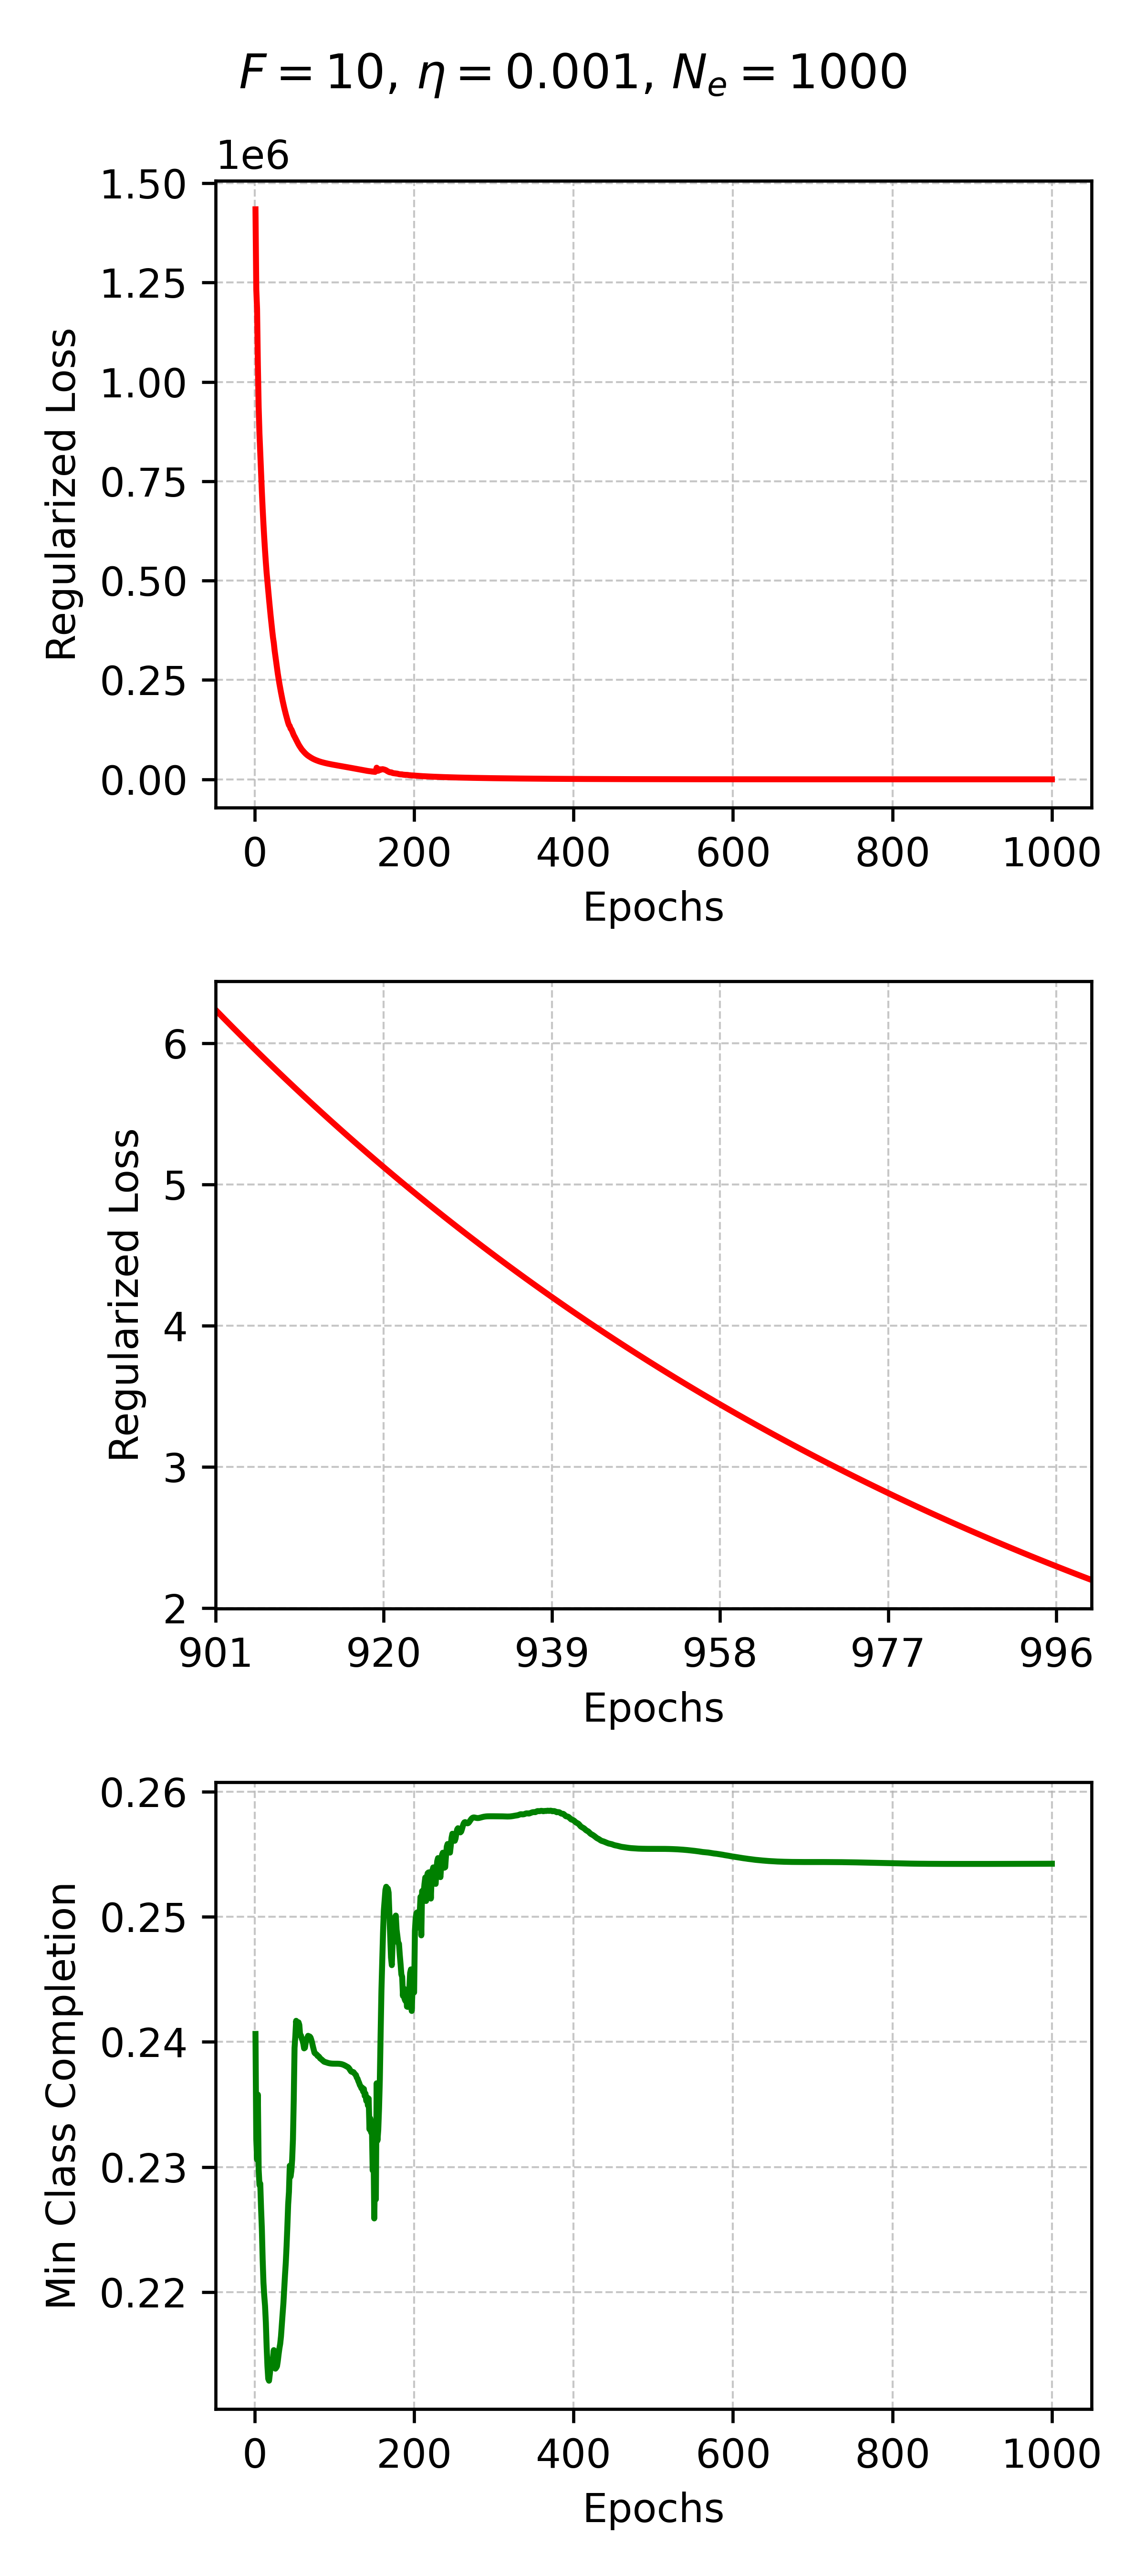 F = 10, η = 0.001, Nₑ = 1000
1e6
1.50
1.25
1.00
0.75
0.50
0.25
0.00
Regularized Loss
0 200 400 600 800 1000
Epochs
6
5
4
3
2
Regularized Loss
901 920 939 958 977 996
Epochs
0.26
0.25
0.24
0.23
0.22
Min Class Completion
0 200 400 600 800 1000
Epochs